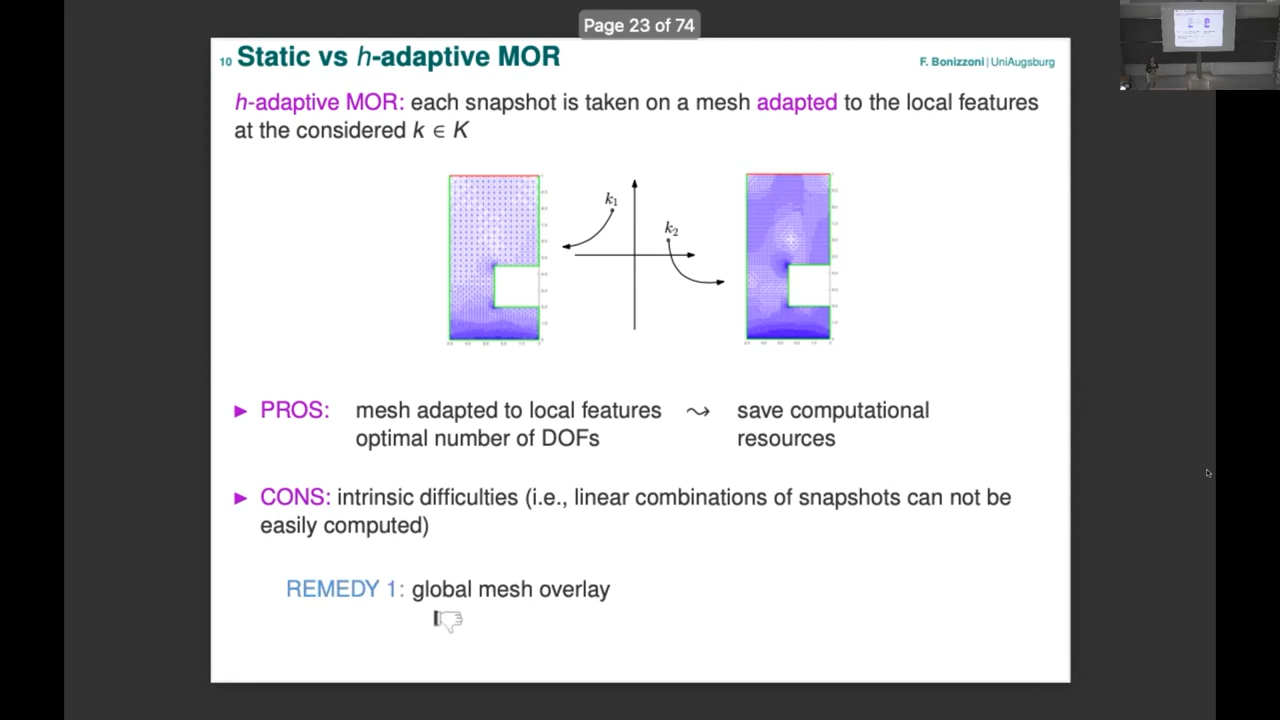 Page 23 of 74
10 Static vs h-adaptive MOR
F. Bonizzoni | UniAugsburg
h-adaptive MOR: each snapshot is taken on a mesh adapted to the local features
at the considered k ∈ K
k₁
k₂
► PROS: mesh adapted to local features ⇝ save computational
optimal number of DOFs resources
► CONS: intrinsic difficulties (i.e., linear combinations of snapshots can not be
easily computed)
REMEDY 1: global mesh overlay